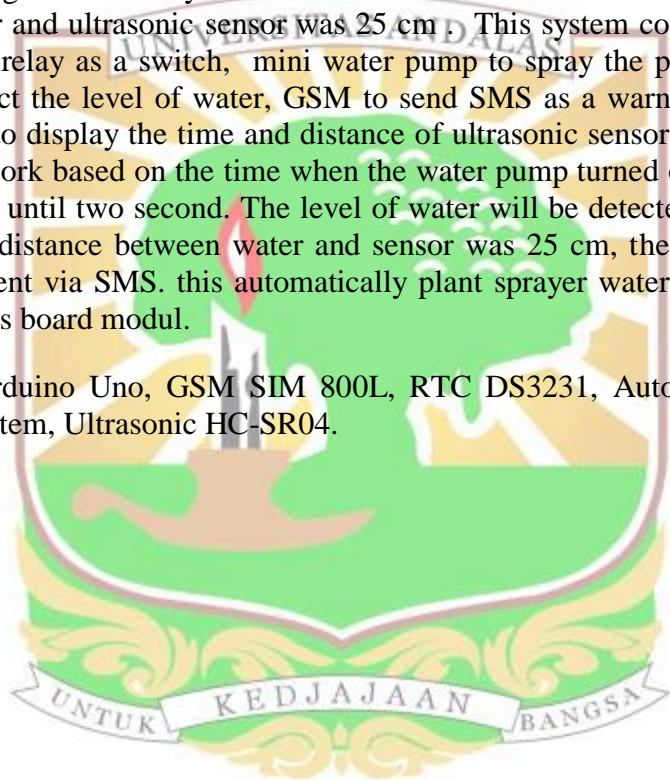 r and ultrasonic sensor was 25 cm . This system co
UNIVERSITAS ANDALAS
relay as a switch, mini water pump to spray the p
ct the level of water, GSM to send SMS as a warn
to display the time and distance of ultrasonic sensor
ork based on the time when the water pump turned
until two second. The level of water will be detecte
distance between water and sensor was 25 cm, the
ent via SMS. this automatically plant sprayer water
s board modul.
rduino Uno, GSM SIM 800L, RTC DS3231, Auto
tem, Ultrasonic HC-SR04.
UNTUK KEDJAJAAN BANGSA